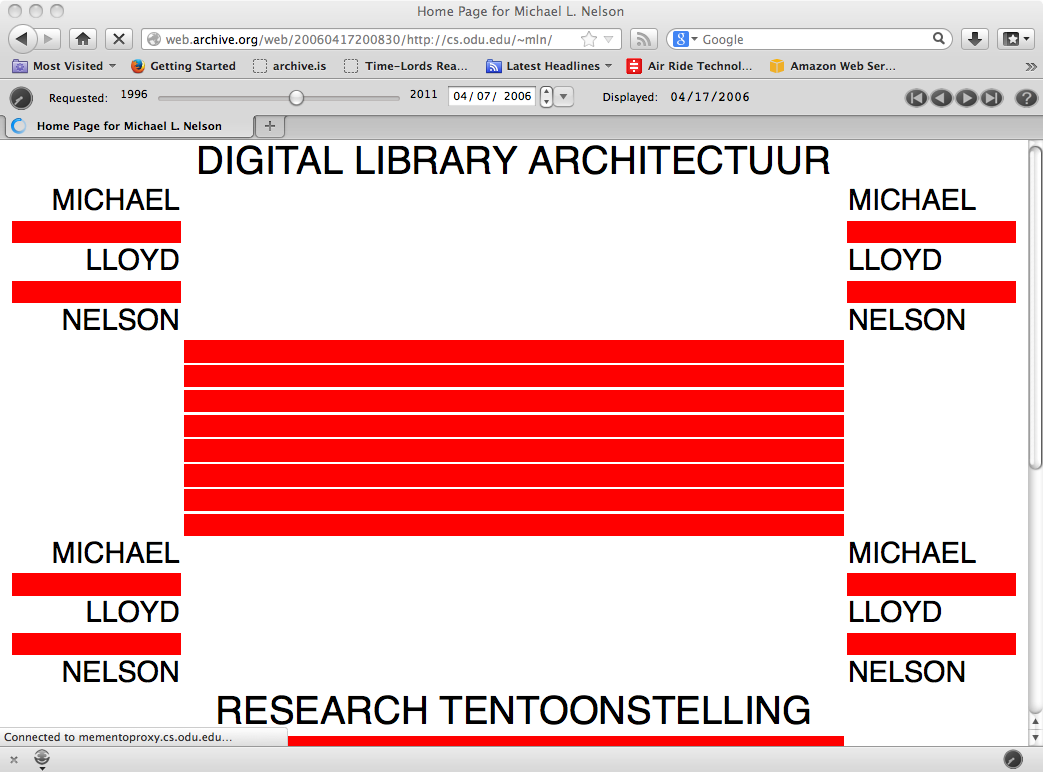 Home Page for Michael L. Nelson
web.archive.org/web/20060417200830/http://cs.odu.edu/~mln/
Google
Most Visited
Getting Started
archive.is
Time-Lords Rea...
Latest Headlines
Air Ride Technol...
Amazon Web Ser...
Requested: 1996 2011 04/ 07/ 2006 Displayed: 04/17/2006
Home Page for Michael L. Nelson
DIGITAL LIBRARY ARCHITECTUUR
MICHAEL MICHAEL
LLOYD LLOYD
NELSON NELSON
MICHAEL MICHAEL
LLOYD LLOYD
NELSON NELSON
RESEARCH TENTOONSTELLING
Connected to mementoproxy.cs.odu.edu...